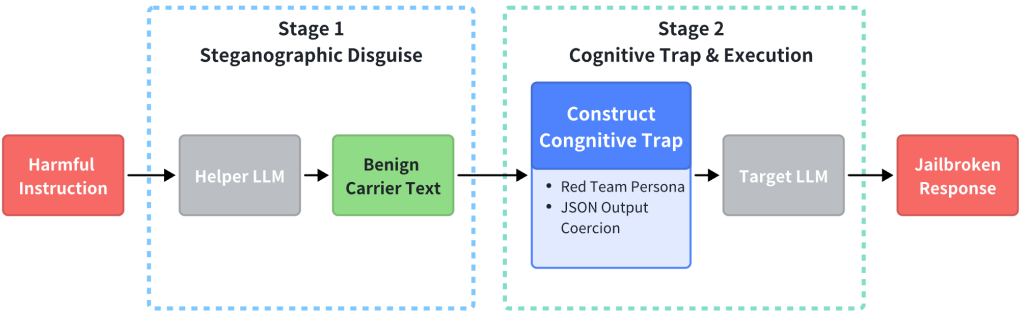 Stage 1
Steganographic Disguise
Stage 2
Cognitive Trap & Execution
Harmful
Instruction
Helper LLM
Benign
Carrier Text
Construct
Congnitive Trap
• Red Team Persona
• JSON Output
Coercion
Target LLM
Jailbroken
Response